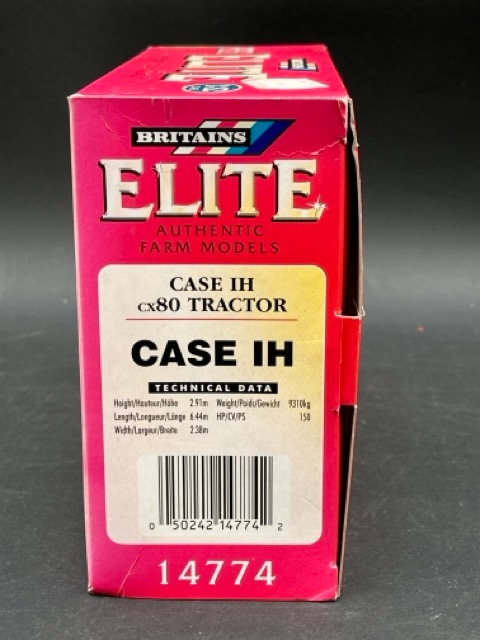 BRITAINS
ELITE
AUTHENTIC
FARM MODELS
CASE IH
CX80 TRACTOR
CASE IH
TECHNICAL DATA
Height/Hauteur/Höhe 2.91m Weight/Poids/Gewicht 9310kg
Length/Longueur/Länge 6.44m HP/CV/PS 150
Width/Largeur/Breite 2.38m
0 50242 14774 2
14774